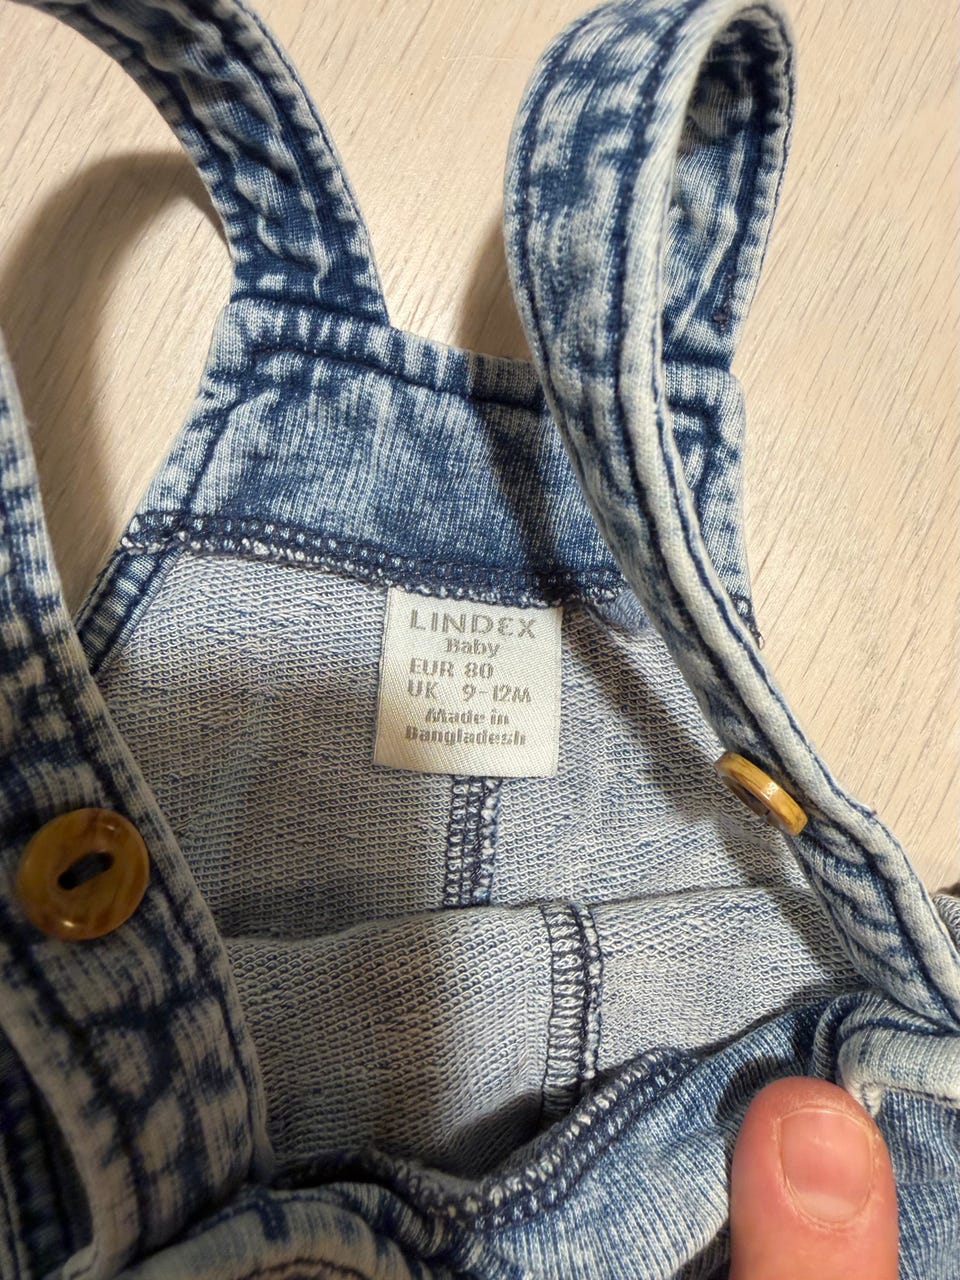 LINDEX
Baby
EUR 80
UK 9-12M
Made in
Bangladesh